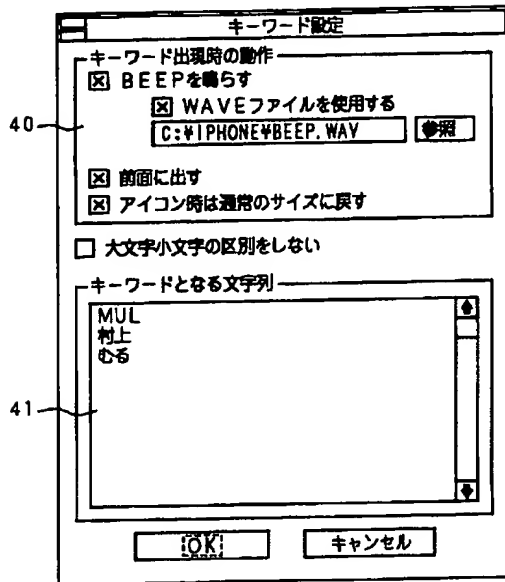 キーワード設定
キーワード出現時の動作
BEEPを鳴らす
WAVEファイルを使用する
40
C:¥IPHONE¥BEEP.WAV 参照
前面に出す
アイコン時は通常のサイズに戻す
大文字小文字の区別をしない
キーワードとなる文字列
MUL
村上
むる
41
OK キャンセル